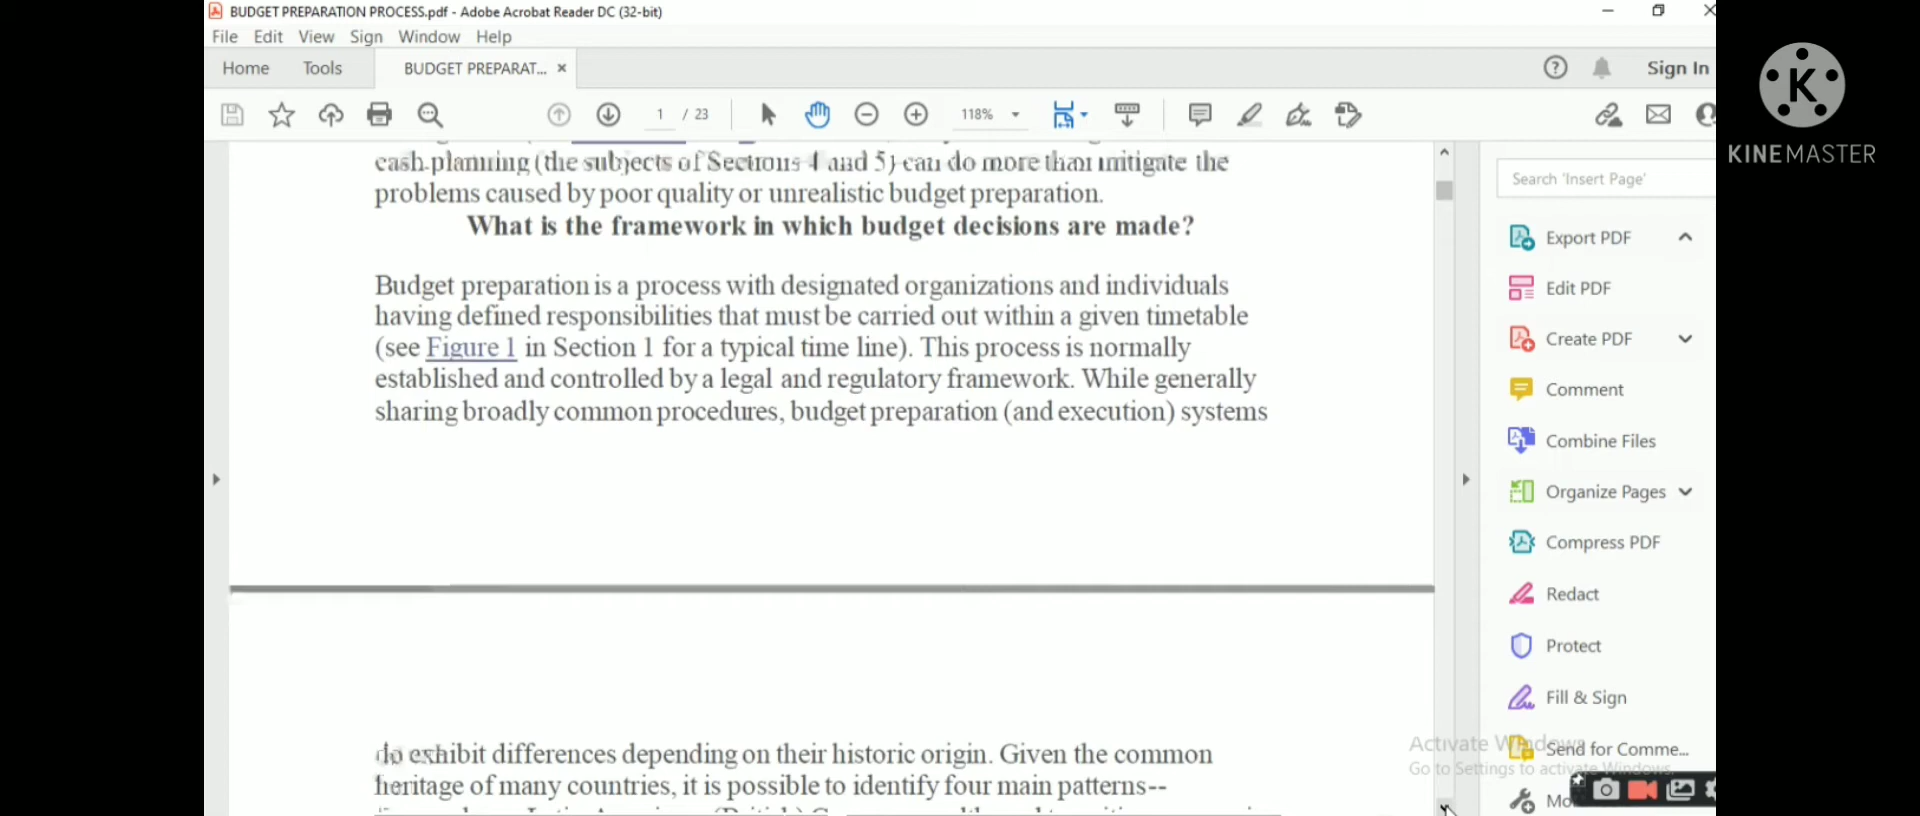 BUDGET PREPARATION PROCESS.pdf - Adobe Acrobat Reader DC (32-bit)
File Edit View Sign Window Help
Home Tools BUDGET PREPARAT... × Sign In
1 / 23 118%
KINEMASTER
cash planning (the subjects of Sections 4 and 5) can do more than mitigate the
problems caused by poor quality or unrealistic budget preparation.
What is the framework in which budget decisions are made?
Budget preparation is a process with designated organizations and individuals
having defined responsibilities that must be carried out within a given timetable
(see Figure 1 in Section 1 for a typical time line). This process is normally
established and controlled by a legal and regulatory framework. While generally
sharing broadly common procedures, budget preparation (and execution) systems
do exhibit differences depending on their historic origin. Given the common
heritage of many countries, it is possible to identify four main patterns--
Search 'Insert Page'
Export PDF
Edit PDF
Create PDF
Comment
Combine Files
Organize Pages
Compress PDF
Redact
Protect
Fill & Sign
Send for Comme...
Activate Windows
Go to Settings to activate Windows.